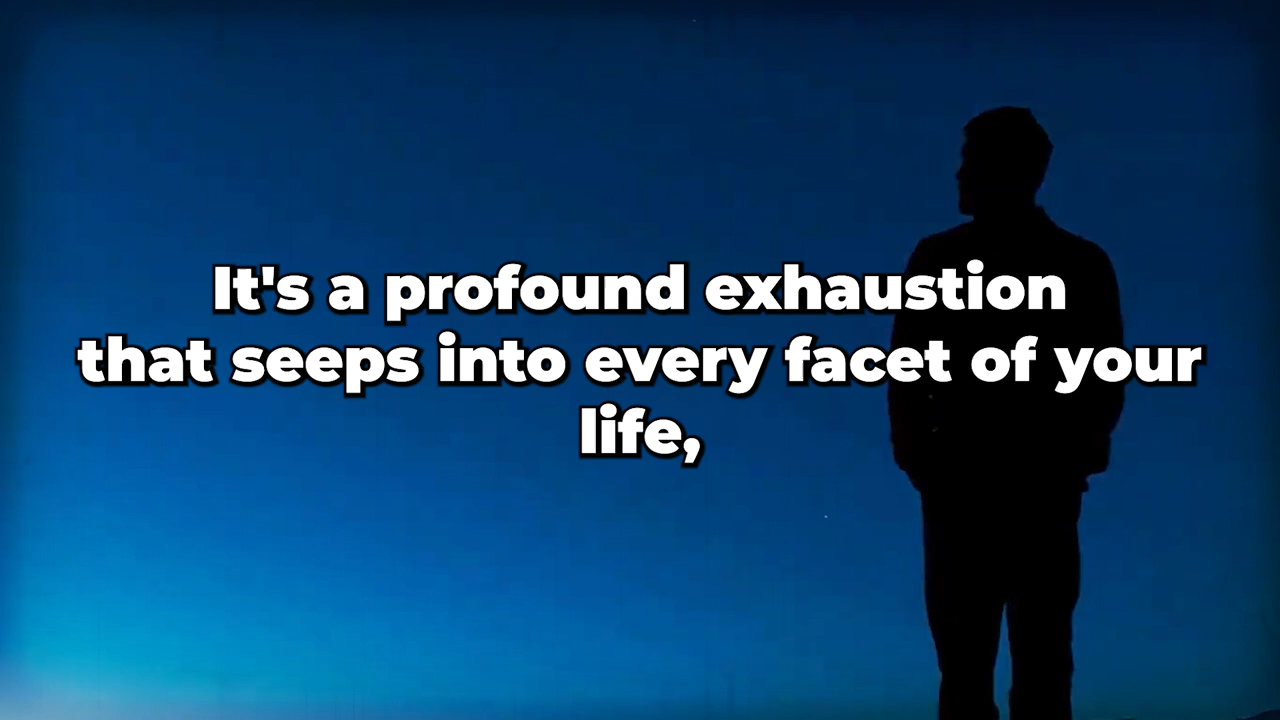 It's a profound exhaustion
that seeps into every facet of your
life,